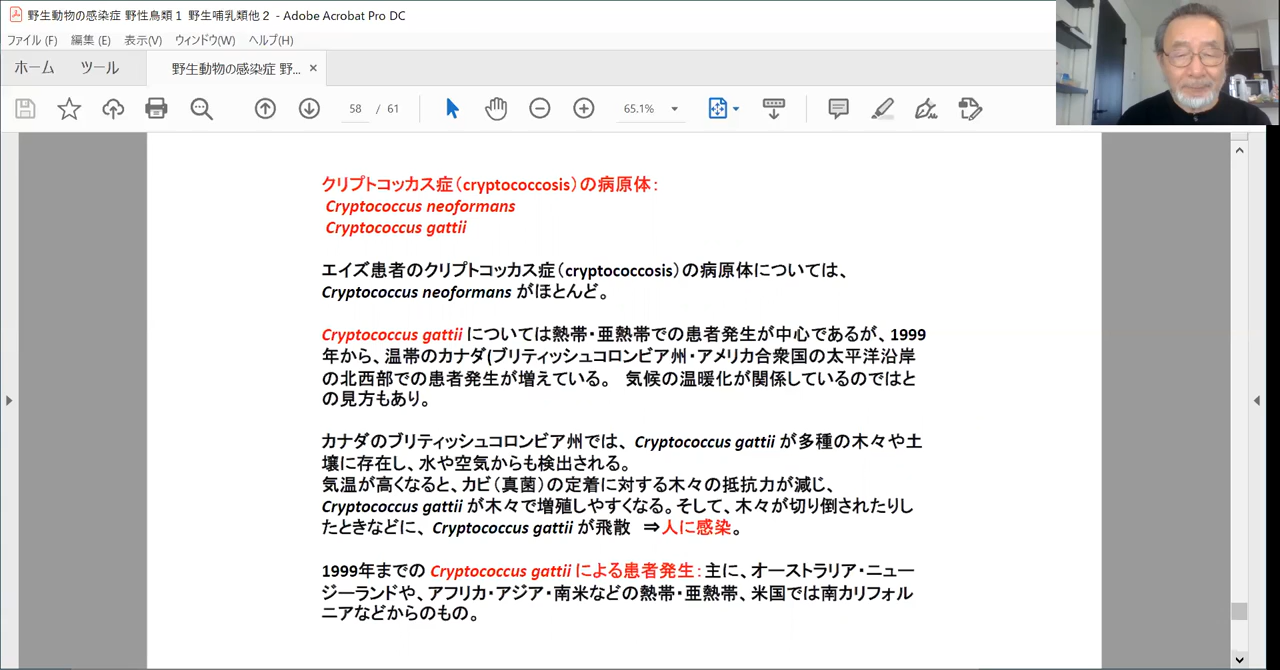 野生動物の感染症 野性鳥類１ 野生哺乳類他２ - Adobe Acrobat Pro DC
ファイル(F) 編集(E) 表示(V) ウィンドウ(W) ヘルプ(H)
ホーム ツール 野生動物の感染症 野... ×
58 / 61 65.1%
クリプトコッカス症（cryptococcosis）の病原体：
Cryptococcus neoformans
Cryptococcus gattii
エイズ患者のクリプトコッカス症（cryptococcosis）の病原体については、
Cryptococcus neoformans がほとんど。
Cryptococcus gattii については熱帯・亜熱帯での患者発生が中心であるが、1999
年から、温帯のカナダ(ブリティッシュコロンビア州・アメリカ合衆国の太平洋沿岸
の北西部での患者発生が増えている。 気候の温暖化が関係しているのではと
の見方もあり。
カナダのブリティッシュコロンビア州では、 Cryptococcus gattii が多種の木々や土
壌に存在し、水や空気からも検出される。
気温が高くなると、カビ（真菌）の定着に対する木々の抵抗力が減じ、
Cryptococcus gattii が木々で増殖しやすくなる。そして、木々が切り倒されたりし
たときなどに、 Cryptococcus gattii が飛散 ⇒人に感染。
1999年までの Cryptococcus gattii による患者発生：主に、オーストラリア・ニュー
ジーランドや、アフリカ・アジア・南米などの熱帯・亜熱帯、米国では南カリフォル
ニアなどからのもの。